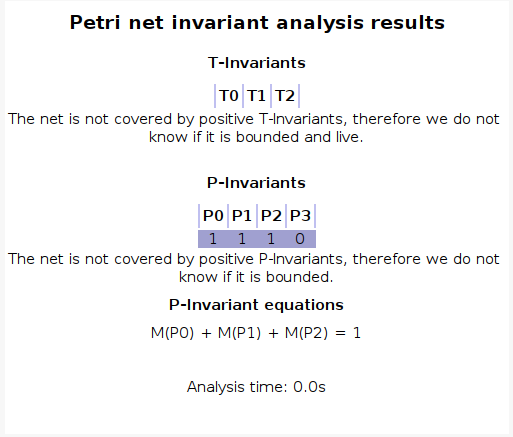 Petri net invariant analysis results
T-Invariants
T0 T1 T2
The net is not covered by positive T-Invariants, therefore we do not
know if it is bounded and live.
P-Invariants
P0 P1 P2 P3
1 1 1 0
The net is not covered by positive P-Invariants, therefore we do not
know if it is bounded.
P-Invariant equations
M(P0) + M(P1) + M(P2) = 1
Analysis time: 0.0s